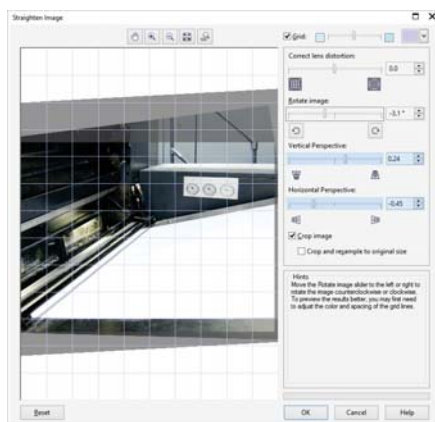 Straighten Image
Grid:
Correct lens distortion:
0.0
Rotate image:
-3.1 °
Vertical Perspective:
0.24
Horizontal Perspective:
-0.45
Crop image
Crop and resample to original size
Hints
Move the Rotate image slider to the left or right to
rotate the image counterclockwise or clockwise.
To preview the results better, you may first need
to adjust the color and spacing of the grid lines.
Reset
OK
Cancel
Help